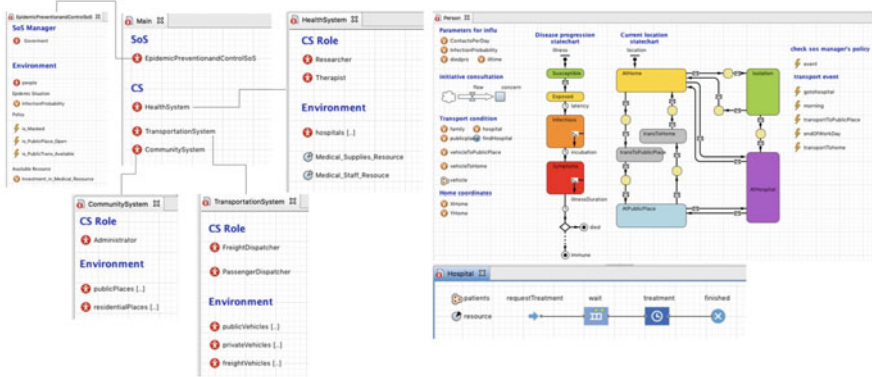 EpidemicPreventionandControlSoS
SoS Manager
Government
Environment
people
Epidemic Situation
InfectionProbability
Policy
is_Masked
is_PublicPlace_Open
is_PublicTrans_Available
Available Resource
Investment_in_Medical_Resource
Main
SoS
EpidemicPreventionandControlSoS
CS
HealthSystem
TransportationSystem
CommunitySystem
HealthSystem
CS Role
Researcher
Therapist
Environment
hospitals [..]
Medical_Supplies_Resource
Medical_Staff_Resouce
CommunitySystem
CS Role
Administrator
Environment
publicPlaces [..]
residentialPlaces [..]
TransportationSystem
CS Role
FreightDispatcher
PassengerDispatcher
Environment
publicVehicles [..]
privateVehicles [..]
freightVehicles [..]
Person
Parameters for influ
ContactsPerDay
InfectionProbability
diedpro
illtime
Initiative consultation
flow
concern
Transport condition
family
hospital
publicplace
findHospital
vehicleToPublicPlace
vehicleToHome
vehicle
Home coordinates
XHome
YHome
Disease progression
statechart
illness
Susceptible
Exposed
latency
Infectious
incubation
Symptoms
illnessDuration
died
Immune
Current location
statechart
location
AtHome
Isolation
transToHome
transToPublicPlace
AtHospital
AtPublicPlace
check sos manager's policy
event
transport event
gotohospital
morning
transportToPublicPlace
endOfWorkDay
transportToHome
Hospital
patients
resource
requestTreatment
wait
treatment
finished